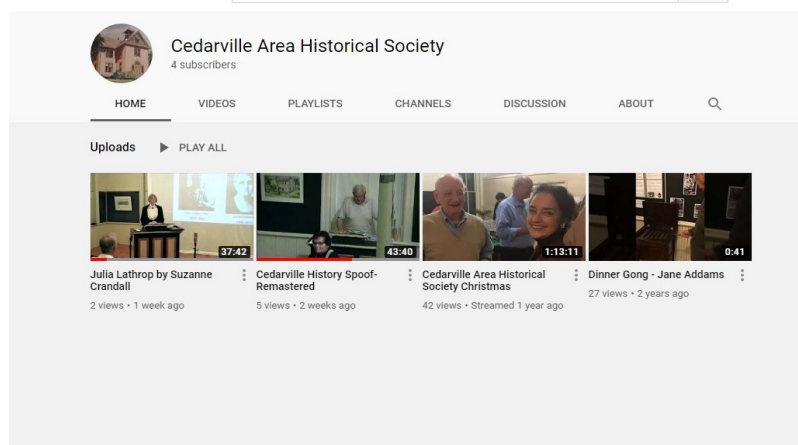 Cedarville Area Historical Society
4 subscribers
HOME VIDEOS PLAYLISTS CHANNELS DISCUSSION ABOUT
Uploads PLAY ALL
37:42
43:40
1:13:11
0:41
Julia Lathrop by Suzanne
Crandall
2 views • 1 week ago
Cedarville History Spoof-
Remastered
5 views • 2 weeks ago
Cedarville Area Historical
Society Christmas
42 views • Streamed 1 year ago
Dinner Gong - Jane Addams
27 views • 2 years ago